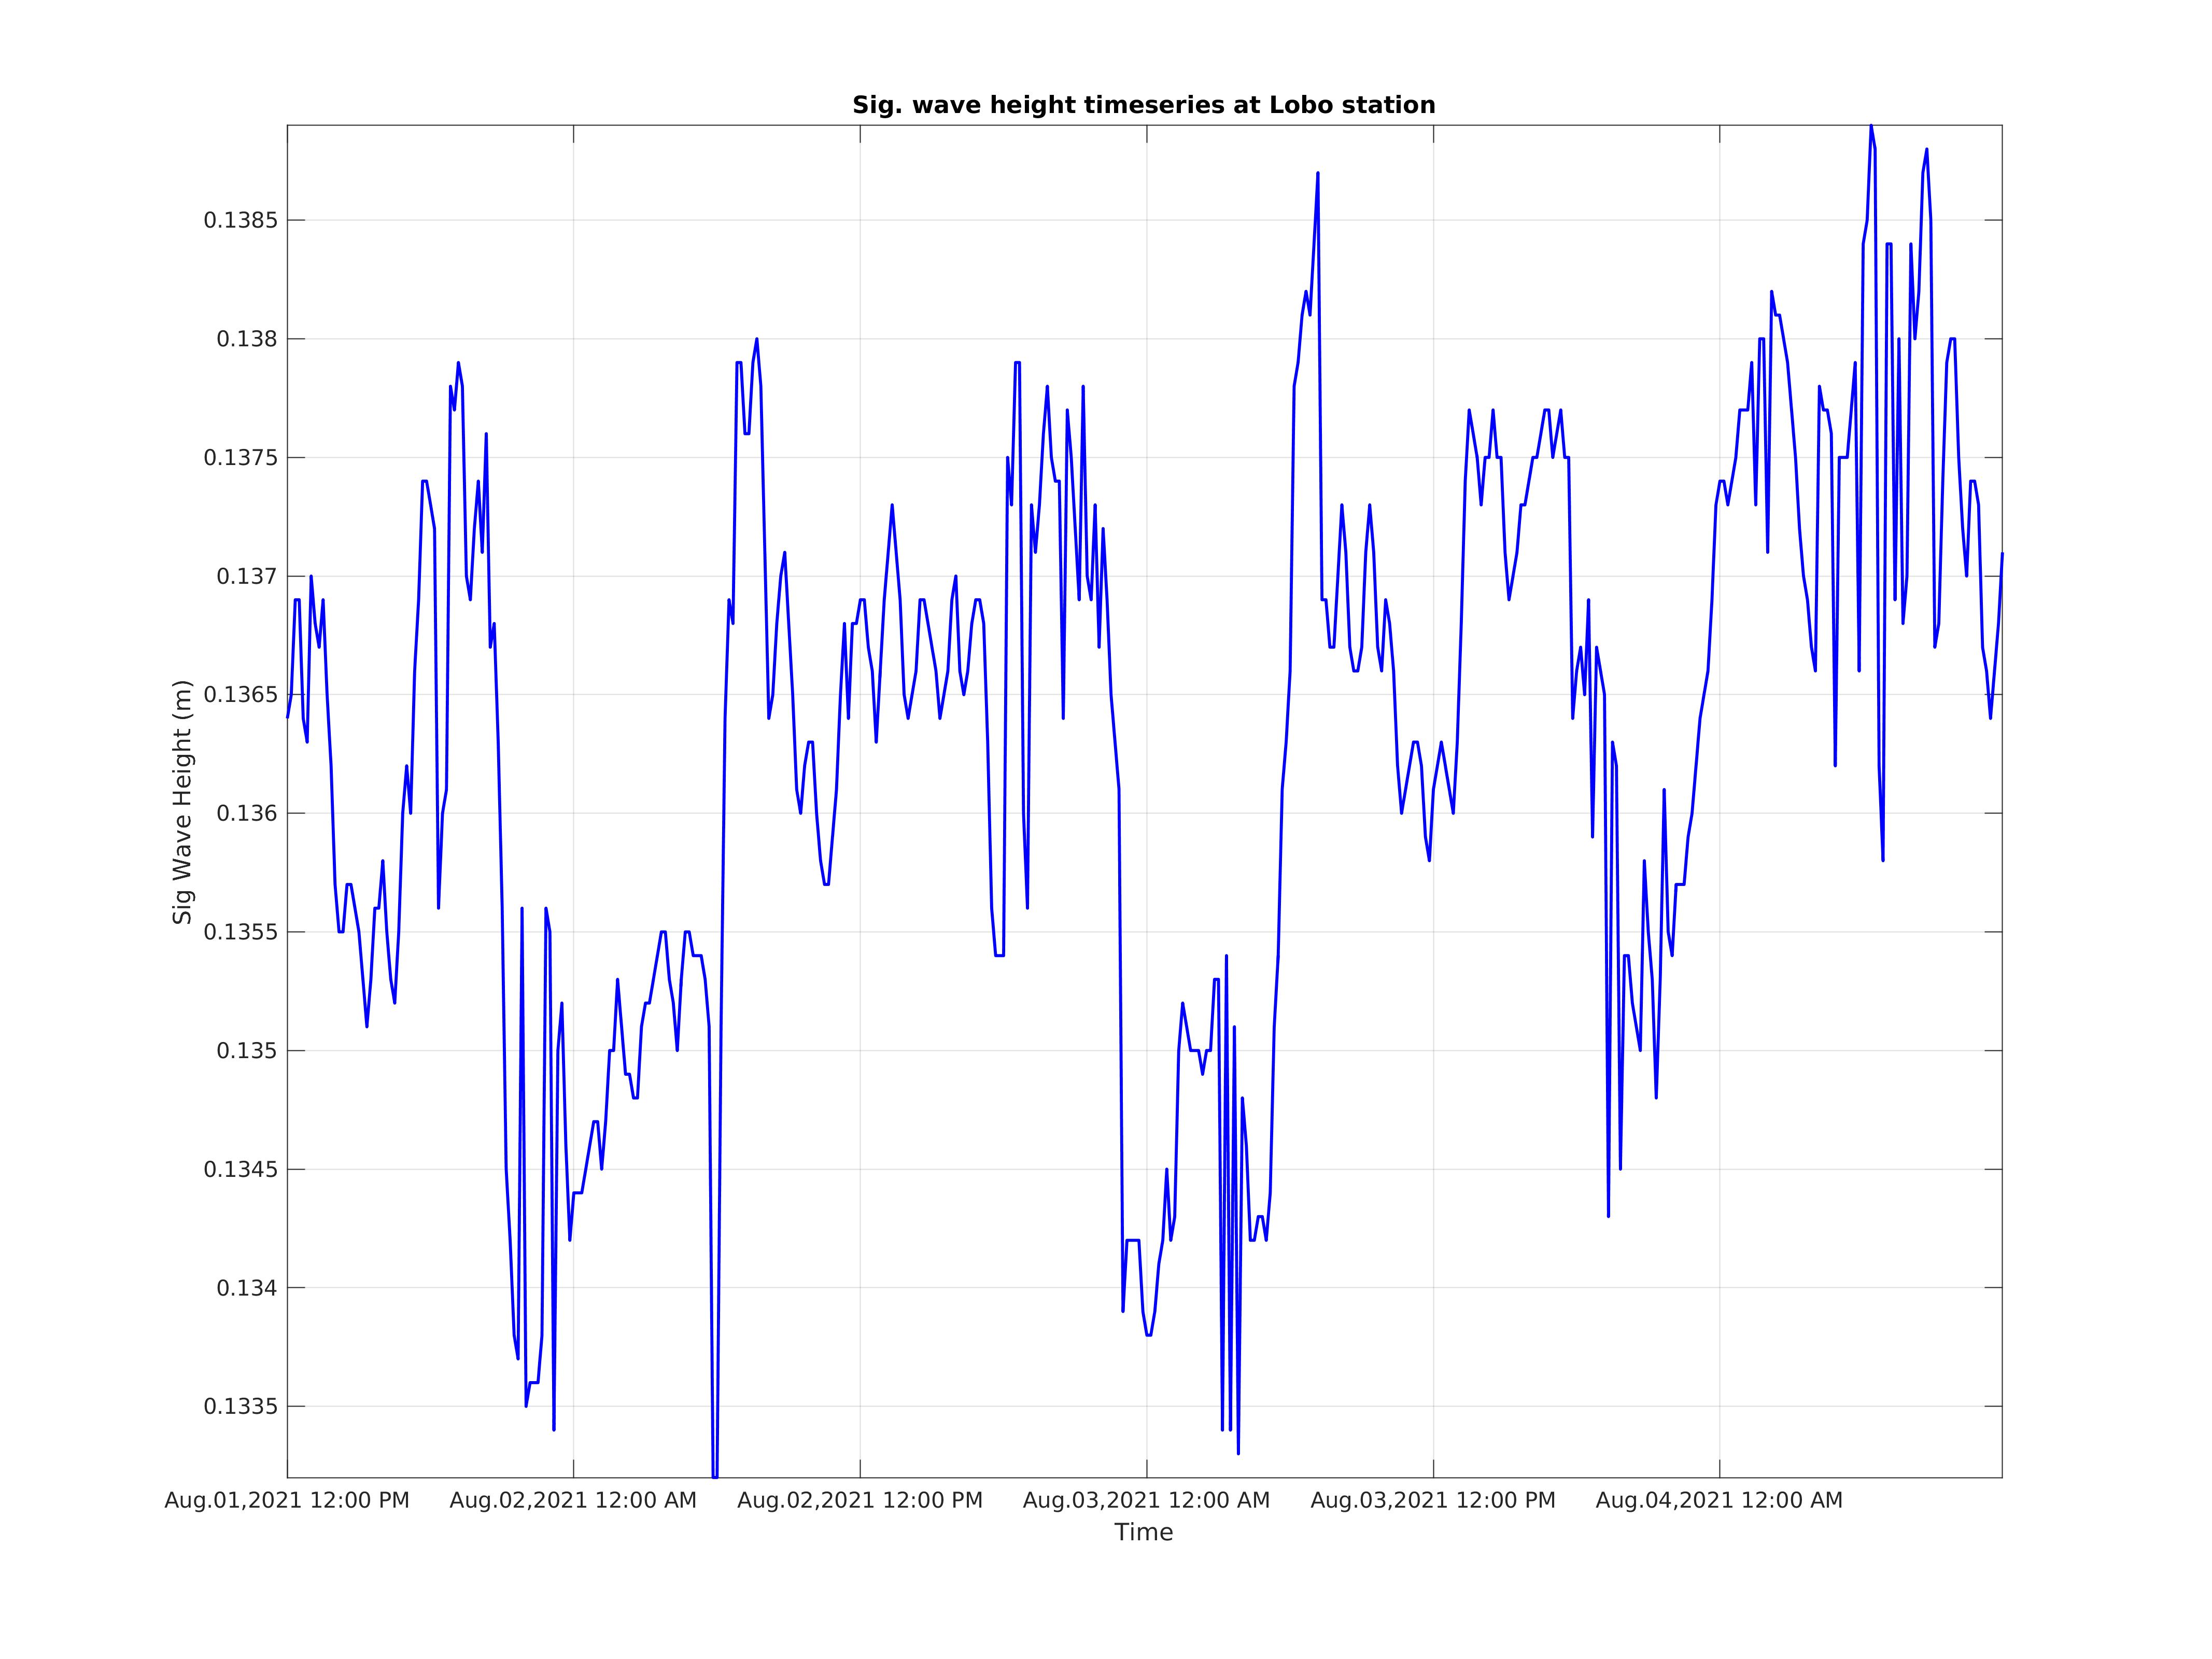 Sig. wave height timeseries at Lobo station
0.1385
0.138
0.1375
0.137
0.1365
0.136
0.1355
0.135
0.1345
0.134
0.1335
Sig Wave Height (m)
Aug.01,2021 12:00 PM Aug.02,2021 12:00 AM Aug.02,2021 12:00 PM Aug.03,2021 12:00 AM Aug.03,2021 12:00 PM Aug.04,2021 12:00 AM
Time